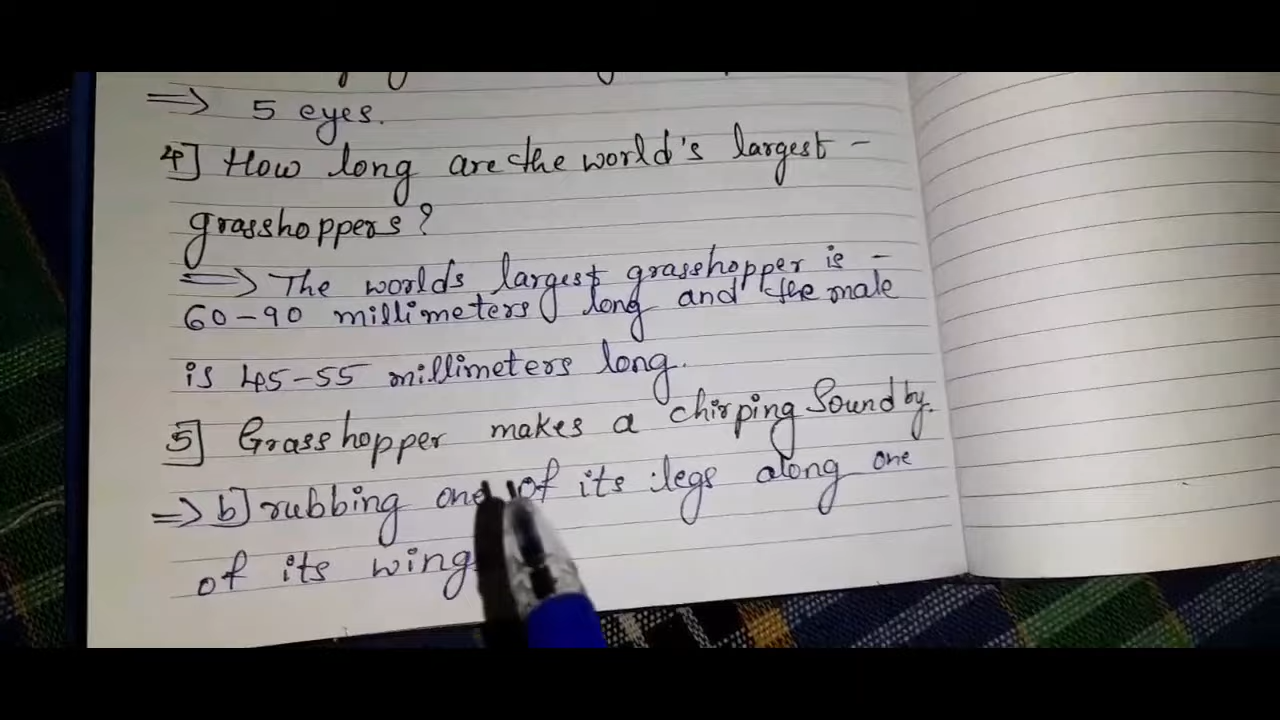 ⇒ 5 eyes.
4] How long are the world's largest -
grasshoppers?
⇒ The worlds largest grasshopper is -
60-90 millimeters long and the male
is 45-55 millimeters long.
5] Grasshopper makes a chirping Sound by.
⇒ b] rubbing one of its legs along one
of its wing